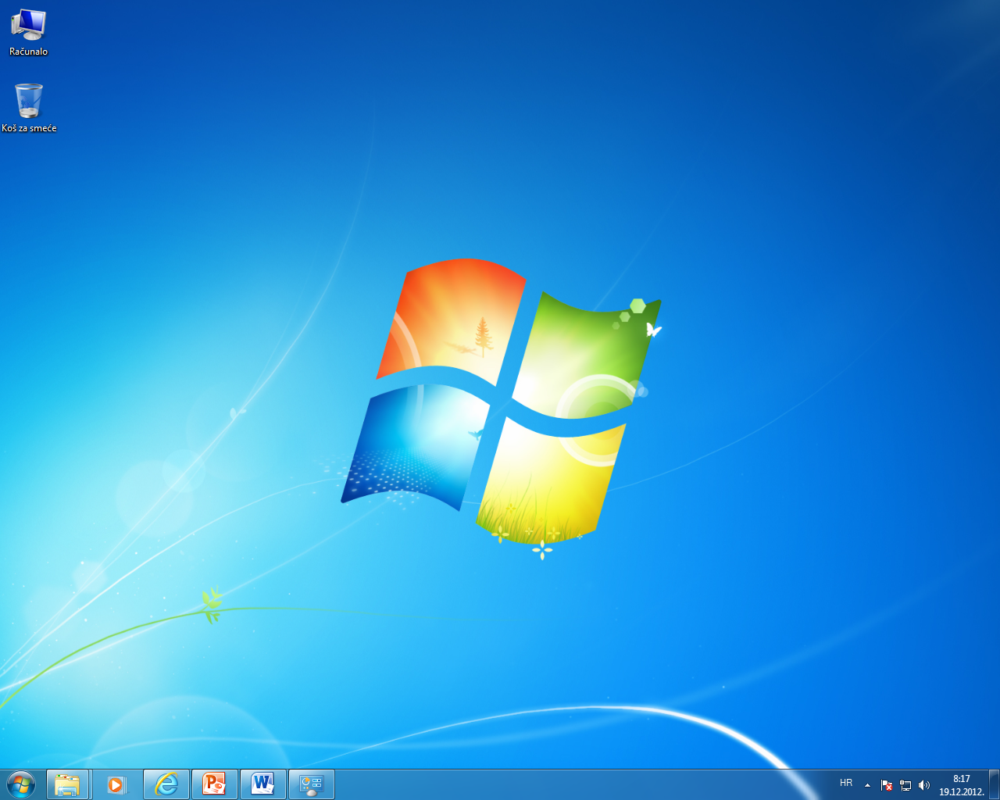 Računalo
Koš za smeće
HR
8:17
19.12.2012.